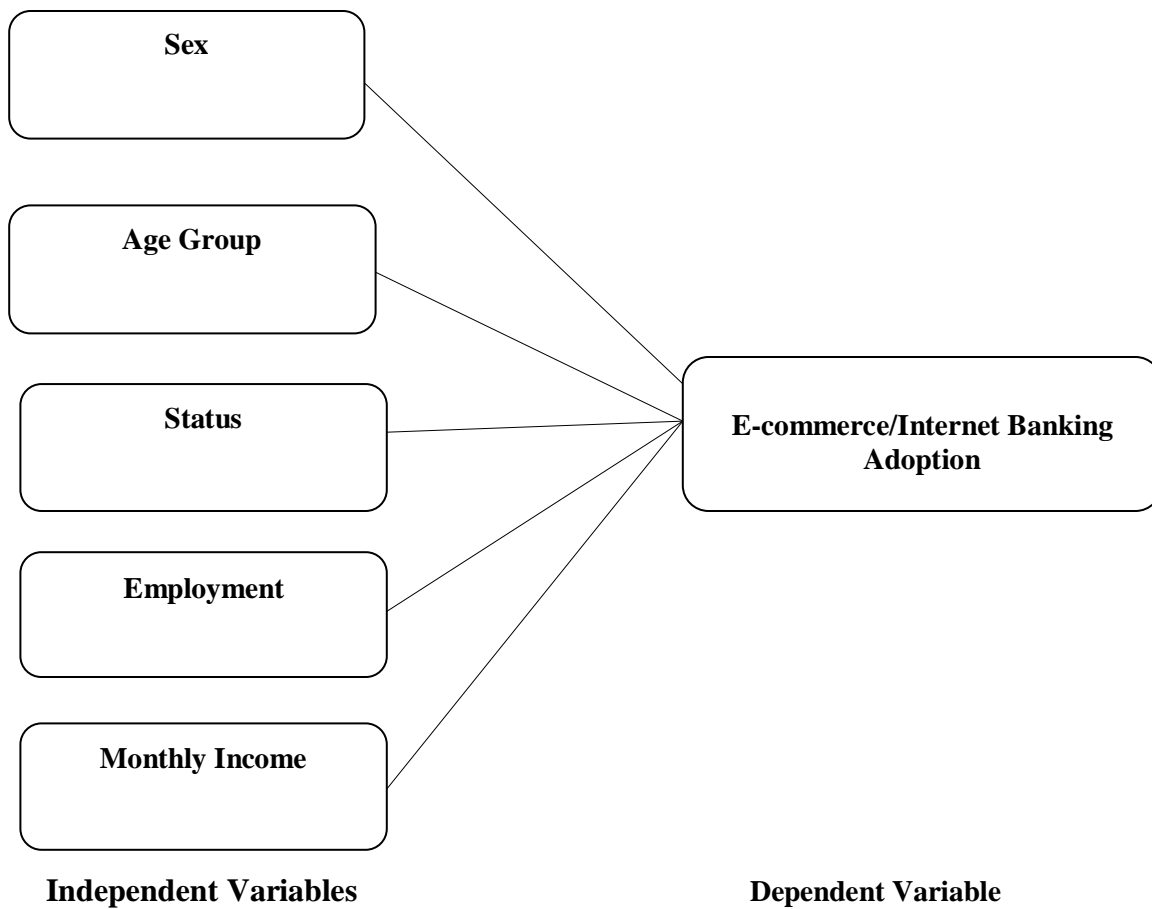 Sex
Age Group
Status
E-commerce/Internet Banking
Adoption
Employment
Monthly Income
Independent Variables
Dependent Variable